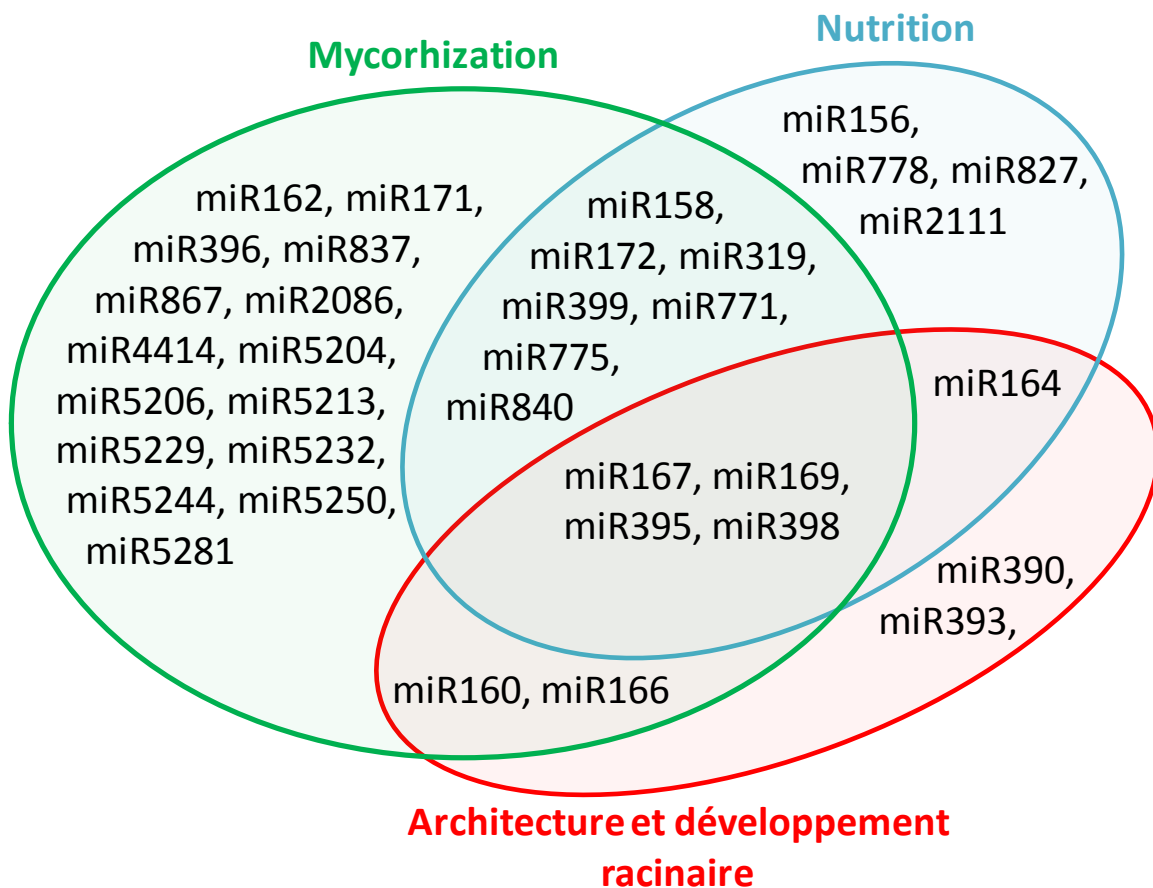 Nutrition
Mycorhization
miR156,
miR778, miR827,
miR2111
miR162, miR171,
miR396, miR837,
miR867, miR2086,
miR4414, miR5204,
miR5206, miR5213,
miR5229, miR5232,
miR5244, miR5250,
miR5281
miR158,
miR172, miR319,
miR399, miR771,
miR775,
miR840
miR164
miR167, miR169,
miR395, miR398
miR390,
miR393,
miR160, miR166
Architecture et développement
racinaire